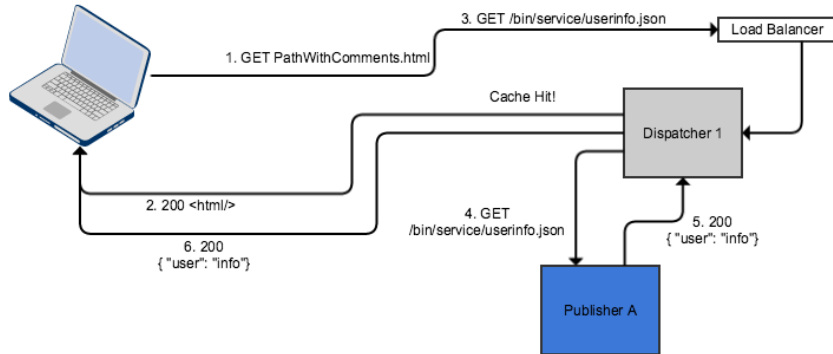 3. GET /bin/service/userinfo.json
Load Balancer
1. GET PathWithComments.html
Cache Hit!
Dispatcher 1
2. 200 <html/>
4. GET
/bin/service/userinfo.json
5. 200
{ "user": "info"}
6. 200
{ "user": "info"}
Publisher A